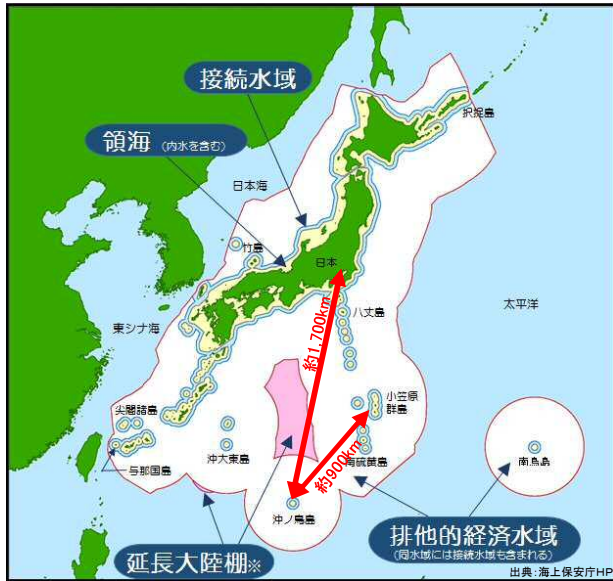 接続水域
択捉島
領海 (内水を含む)
日本海
竹島
日本
太平洋
東シナ海
八丈島
約1,700km
小笠原
群島
尖閣諸島
沖大東島
約900km
南硫黄島
南鳥島
与那国島
沖ノ鳥島
排他的経済水域
(同水域には接続水域も含まれる)
延長大陸棚※
出典:海上保安庁HP